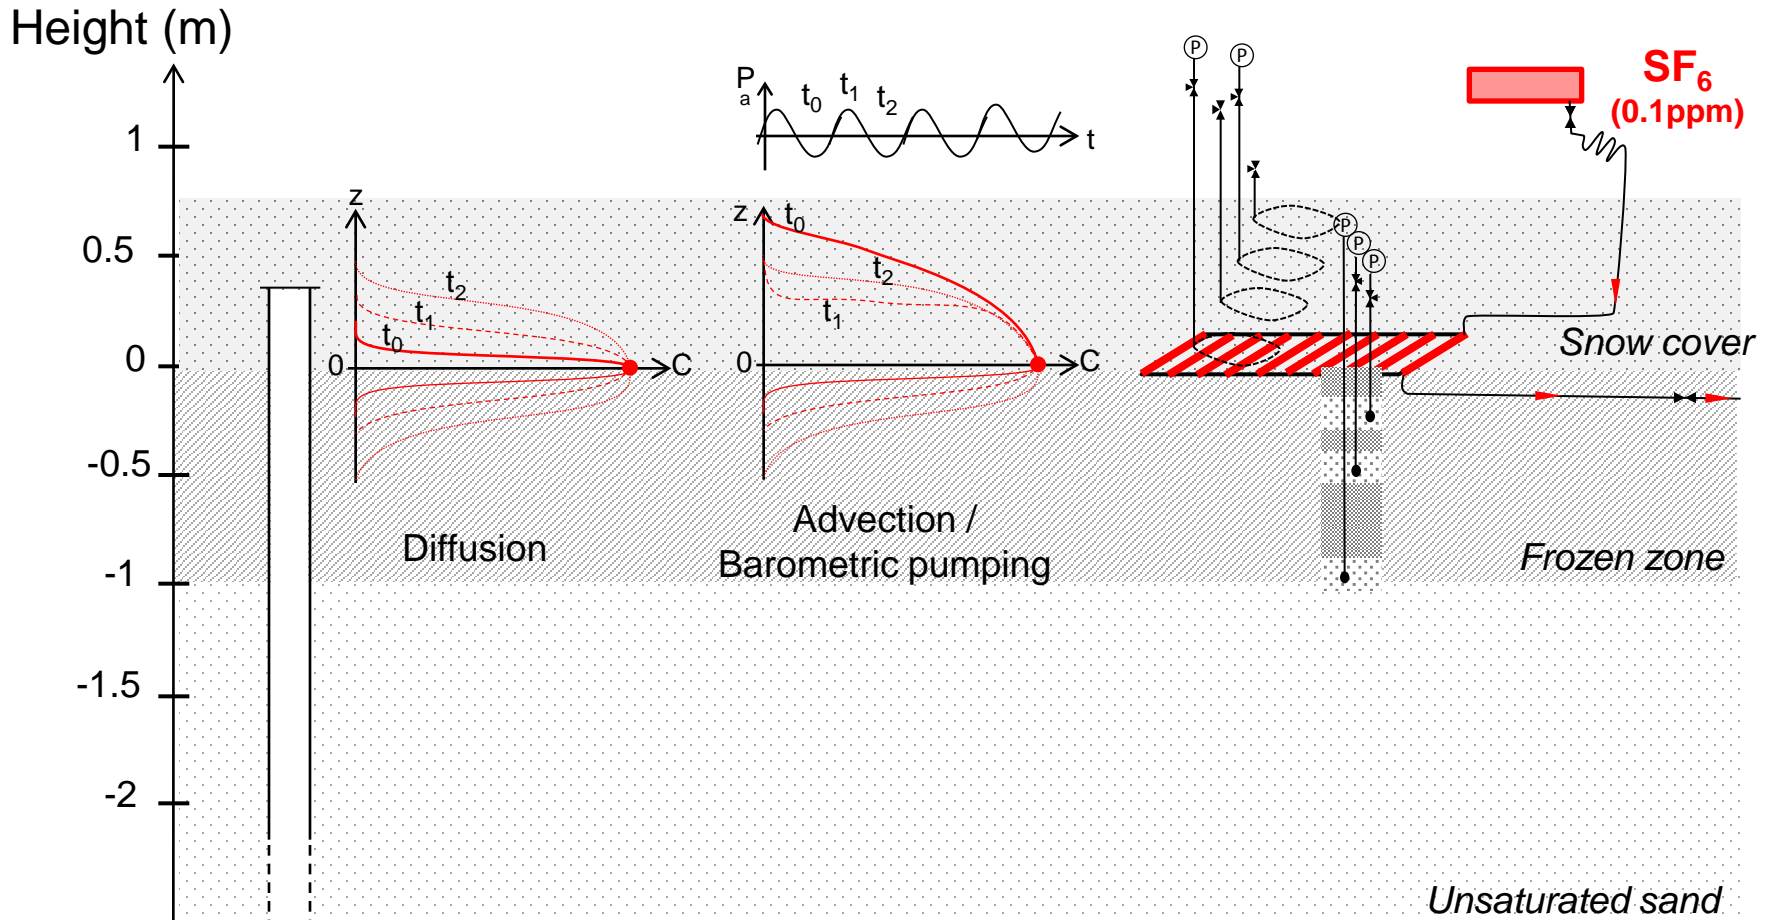 Height (m)
P
P
SF6
(0.1ppm)
Pa
t0
t1
t2
t
1
z
z
t0
P
P
P
0.5
t2
t2
t1
t1
t0
Snow cover
0
0
C
0
C
-0.5
Diffusion
Advection /
Barometric pumping
Frozen zone
-1
-1.5
-2
Unsaturated sand